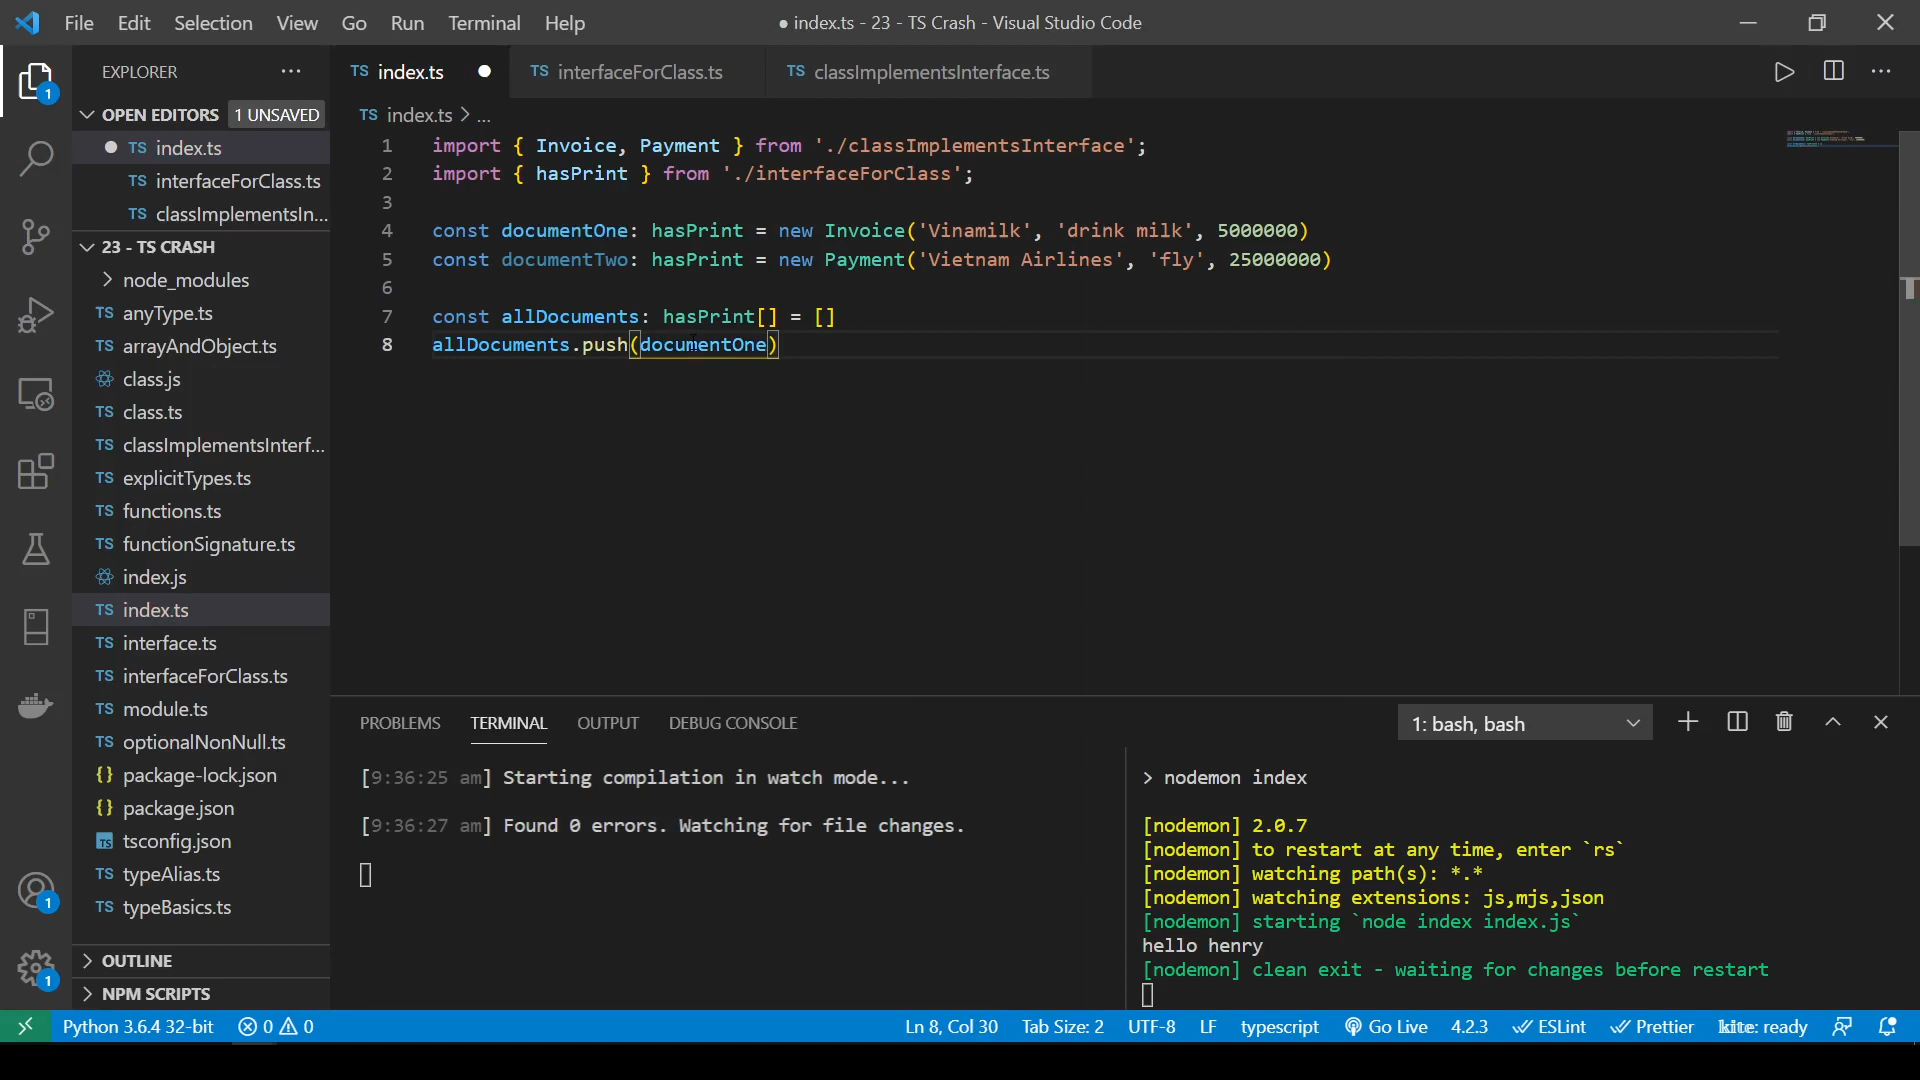 File Edit Selection View Go Run Terminal Help
● index.ts - 23 - TS Crash - Visual Studio Code
EXPLORER
OPEN EDITORS 1 UNSAVED
TS index.ts
TS interfaceForClass.ts
TS classImplementsIn...
23 - TS CRASH
node_modules
TS anyType.ts
TS arrayAndObject.ts
class.js
TS class.ts
TS classImplementsInterf...
TS explicitTypes.ts
TS functions.ts
TS functionSignature.ts
index.js
TS index.ts
TS interface.ts
TS interfaceForClass.ts
TS module.ts
TS optionalNonNull.ts
{} package-lock.json
{} package.json
TS tsconfig.json
TS typeAlias.ts
TS typeBasics.ts
OUTLINE
NPM SCRIPTS
1
1
1
TS index.ts
TS interfaceForClass.ts
TS classImplementsInterface.ts
TS index.ts > ...
1 import { Invoice, Payment } from './classImplementsInterface';
2 import { hasPrint } from './interfaceForClass';
3
4 const documentOne: hasPrint = new Invoice('Vinamilk', 'drink milk', 5000000)
5 const documentTwo: hasPrint = new Payment('Vietnam Airlines', 'fly', 25000000)
6
7 const allDocuments: hasPrint[] = []
8 allDocuments.push(documentOne)
PROBLEMS TERMINAL OUTPUT DEBUG CONSOLE
1: bash, bash
[9:36:25 am] Starting compilation in watch mode...
[9:36:27 am] Found 0 errors. Watching for file changes.
> nodemon index
[nodemon] 2.0.7
[nodemon] to restart at any time, enter `rs`
[nodemon] watching path(s): *.*
[nodemon] watching extensions: js,mjs,json
[nodemon] starting `node index index.js`
hello henry
[nodemon] clean exit - waiting for changes before restart
Python 3.6.4 32-bit 0 0
Ln 8, Col 30 Tab Size: 2 UTF-8 LF typescript Go Live 4.2.3 ESLint Prettier kite: ready